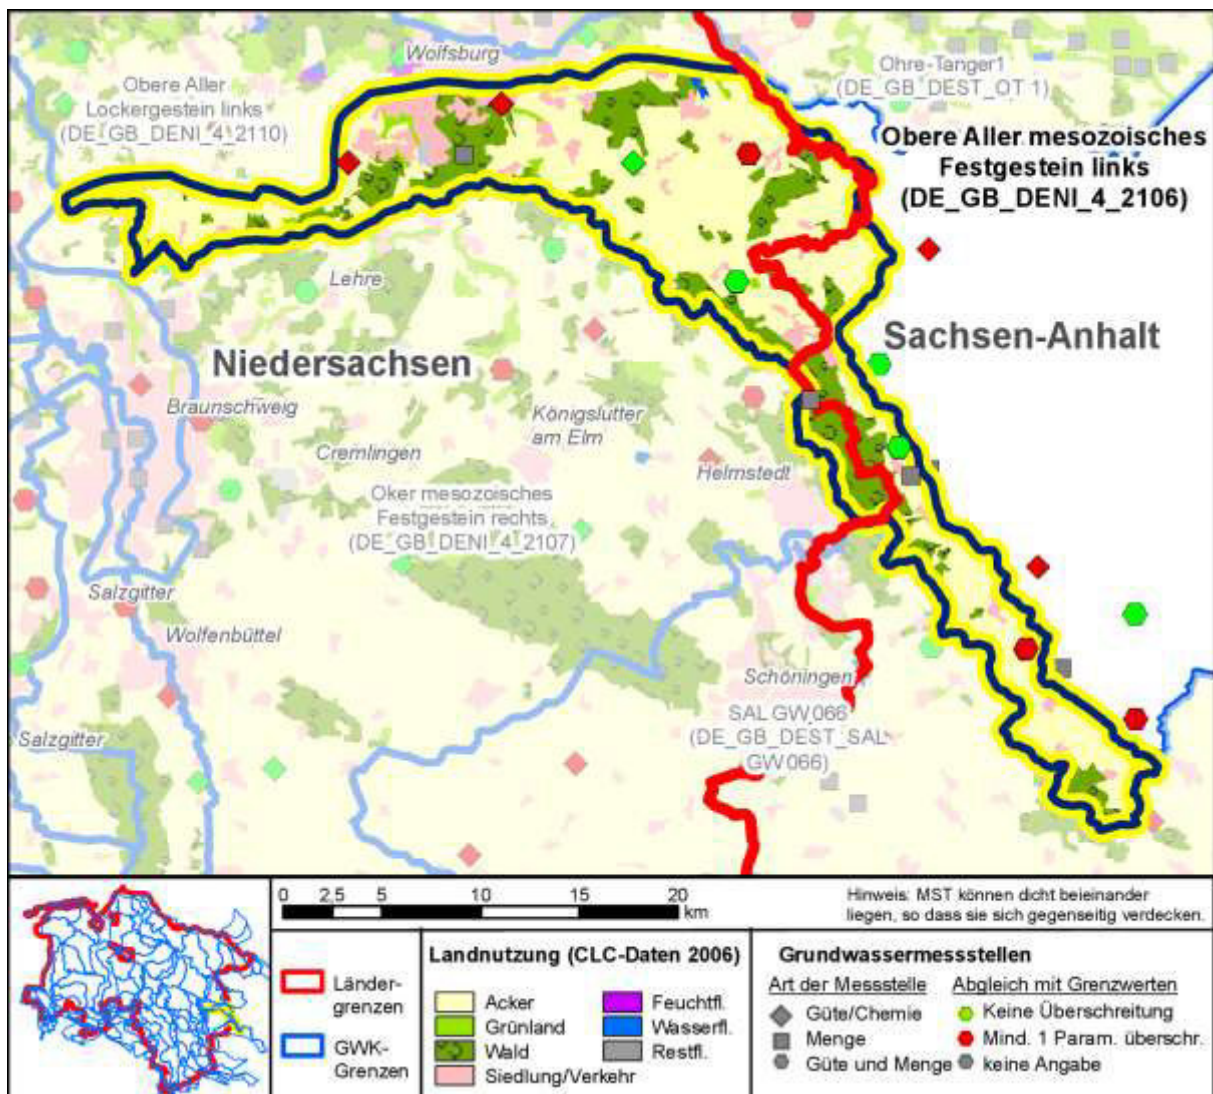 Wolfsburg
Obere Aller
Lockergestein links
(DE_GB_DENI_4_2110)
Ohre-Tanger1
(DE_GB_DEST_OT 1)
Obere Aller mesozoisches
Festgestein links
(DE_GB_DENI_4_2106)
Lehre
Niedersachsen
Sachsen-Anhalt
Braunschweig
Königslutter
am Elm
Cremlingen
Helmstedt
Oker mesozoisches
Festgestein rechts
(DE_GB_DENI_4_2107)
Salzgitter
Wolfenbüttel
Schöningen
SAL GW 066
(DE_GB_DEST_SAL
GW 066)
Salzgitter
0 2,5 5 10 15 20
km
Hinweis: MST können dicht beieinander
liegen, so dass sie sich gegenseitig verdecken.
Länder-
grenzen
GWK-
Grenzen
Landnutzung (CLC-Daten 2006)
Acker
Grünland
Wald
Siedlung/Verkehr
Feuchtfl.
Wasserfl.
Restfl.
Grundwassermessstellen
Art der Messstelle
Güte/Chemie
Menge
Güte und Menge
Abgleich mit Grenzwerten
Keine Überschreitung
Mind. 1 Param. überschr.
keine Angabe